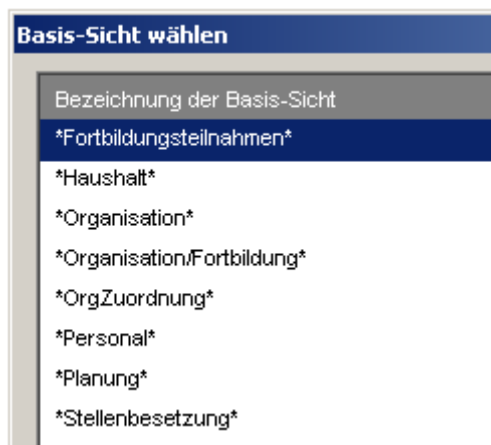 Basis-Sicht wählen
Bezeichnung der Basis-Sicht
*Fortbildungsteilnahmen*
*Haushalt*
*Organisation*
*Organisation/Fortbildung*
*OrgZuordnung*
*Personal*
*Planung*
*Stellenbesetzung*